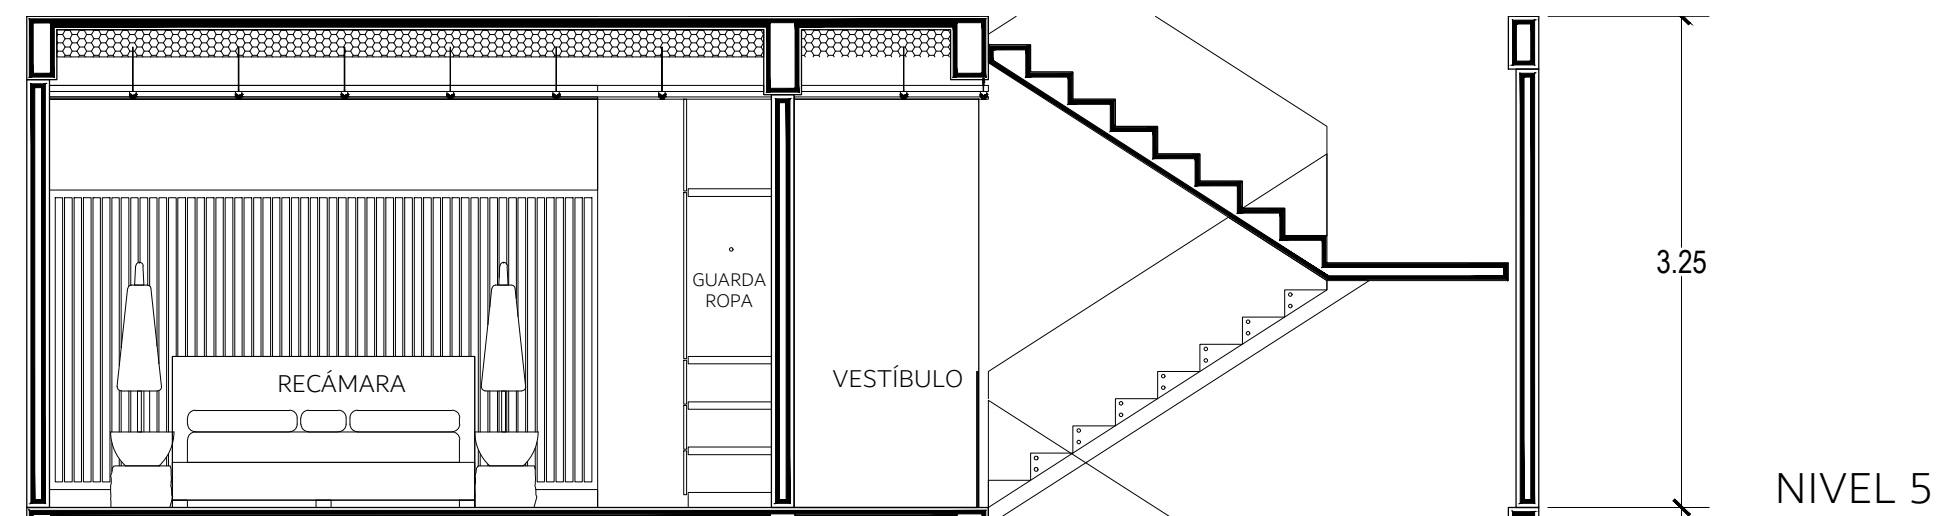 3.25
GUARDA
ROPA
RECÁMARA
VESTÍBULO
NIVEL 5